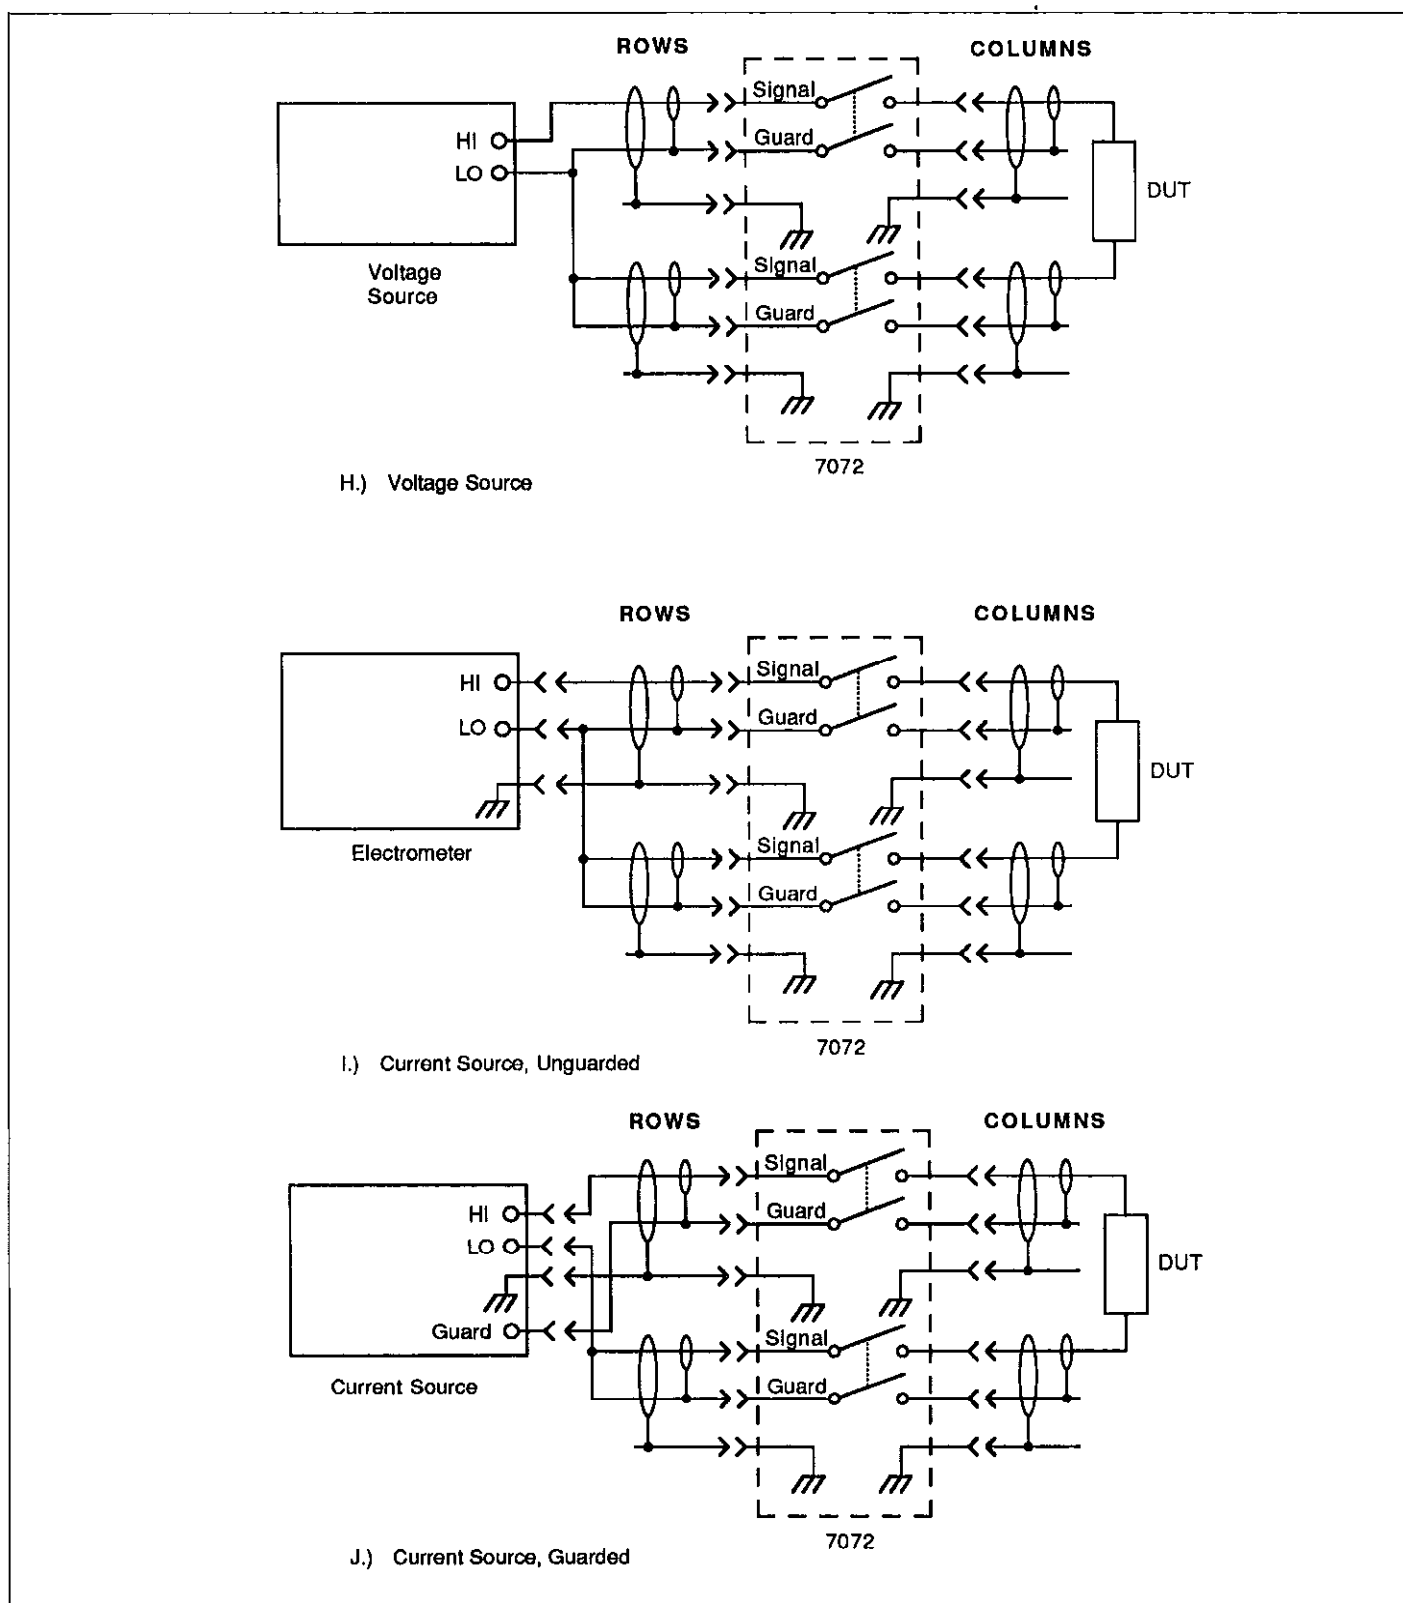 ROWS
COLUMNS
Signal
HI
Guard
LO
DUT
Voltage
Source
Signal
Guard
7072
H.) Voltage Source
ROWS
COLUMNS
Signal
HI
Guard
LO
DUT
Electrometer
Signal
Guard
7072
I.) Current Source, Unguarded
ROWS
COLUMNS
Signal
HI
Guard
LO
DUT
Guard
Signal
Current Source
Guard
7072
J.) Current Source, Guarded